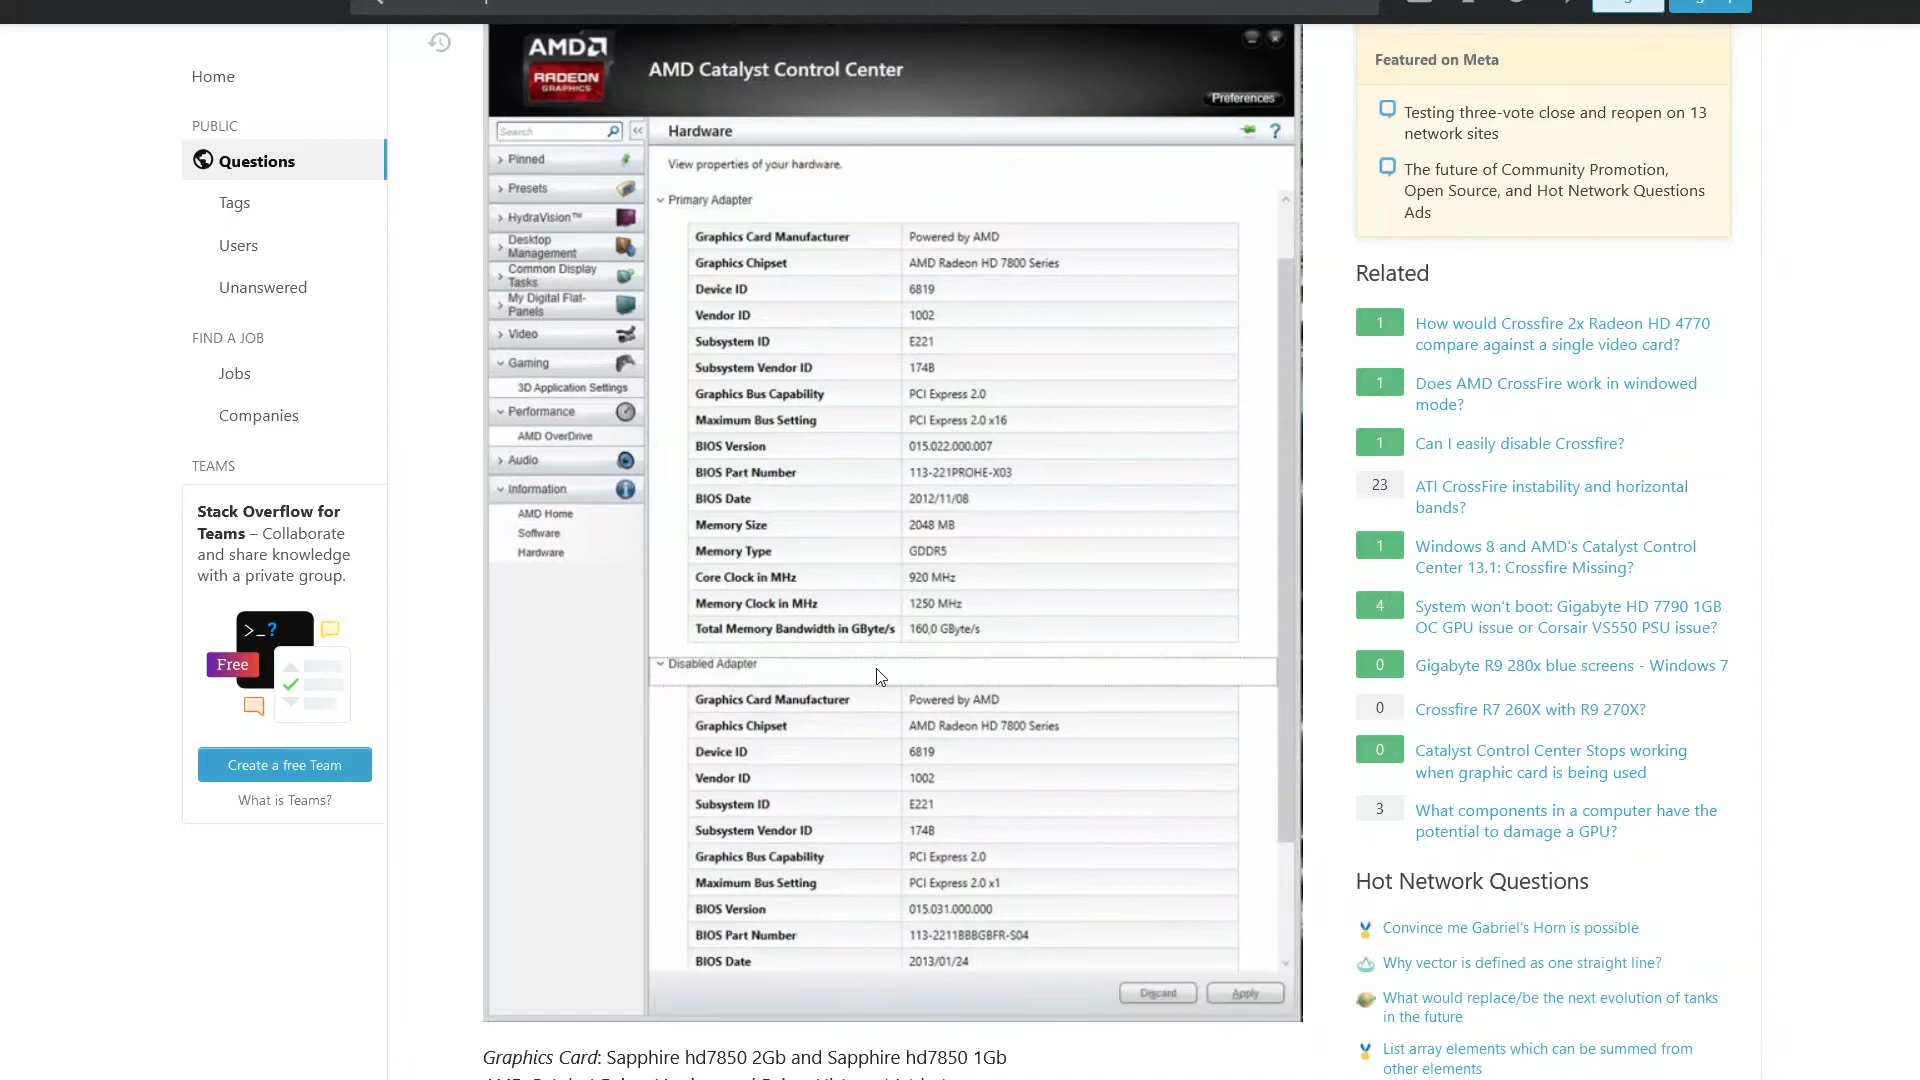 Home
PUBLIC
Questions
Tags
Users
Unanswered
FIND A JOB
Jobs
Companies
TEAMS
Stack Overflow for
Teams – Collaborate
and share knowledge
with a private group.
>_?
Free
Create a free Team
What is Teams?
AMD
RADEON
GRAPHICS
AMD Catalyst Control Center
Preferences
Search
Pinned
Presets
HydraVision™
Desktop
Management
Common Display
Tasks
My Digital Flat-
Panels
Video
Gaming
3D Application Settings
Performance
AMD OverDrive
Audio
Information
AMD Home
Software
Hardware
Hardware
View properties of your hardware.
Primary Adapter
Graphics Card Manufacturer Powered by AMD
Graphics Chipset AMD Radeon HD 7800 Series
Device ID 6819
Vendor ID 1002
Subsystem ID E221
Subsystem Vendor ID 174B
Graphics Bus Capability PCI Express 2.0
Maximum Bus Setting PCI Express 2.0 x16
BIOS Version 015.022.000.007
BIOS Part Number 113-221PROHE-X03
BIOS Date 2012/11/08
Memory Size 2048 MB
Memory Type GDDR5
Core Clock in MHz 920 MHz
Memory Clock in MHz 1250 MHz
Total Memory Bandwidth in GByte/s 160,0 GByte/s
Disabled Adapter
Graphics Card Manufacturer Powered by AMD
Graphics Chipset AMD Radeon HD 7800 Series
Device ID 6819
Vendor ID 1002
Subsystem ID E221
Subsystem Vendor ID 174B
Graphics Bus Capability PCI Express 2.0
Maximum Bus Setting PCI Express 2.0 x1
BIOS Version 015.031.000.000
BIOS Part Number 113-2211BBBGBFR-S04
BIOS Date 2013/01/24
Discard Apply
Graphics Card: Sapphire hd7850 2Gb and Sapphire hd7850 1Gb
Featured on Meta
Testing three-vote close and reopen on 13
network sites
The future of Community Promotion,
Open Source, and Hot Network Questions
Ads
Related
1 How would Crossfire 2x Radeon HD 4770
compare against a single video card?
1 Does AMD CrossFire work in windowed
mode?
1 Can I easily disable Crossfire?
23 ATI CrossFire instability and horizontal
bands?
1 Windows 8 and AMD's Catalyst Control
Center 13.1: Crossfire Missing?
4 System won't boot: Gigabyte HD 7790 1GB
OC GPU issue or Corsair VS550 PSU issue?
0 Gigabyte R9 280x blue screens - Windows 7
0 Crossfire R7 260X with R9 270X?
0 Catalyst Control Center Stops working
when graphic card is being used
3 What components in a computer have the
potential to damage a GPU?
Hot Network Questions
Convince me Gabriel's Horn is possible
Why vector is defined as one straight line?
What would replace/be the next evolution of tanks
in the future
List array elements which can be summed from
other elements